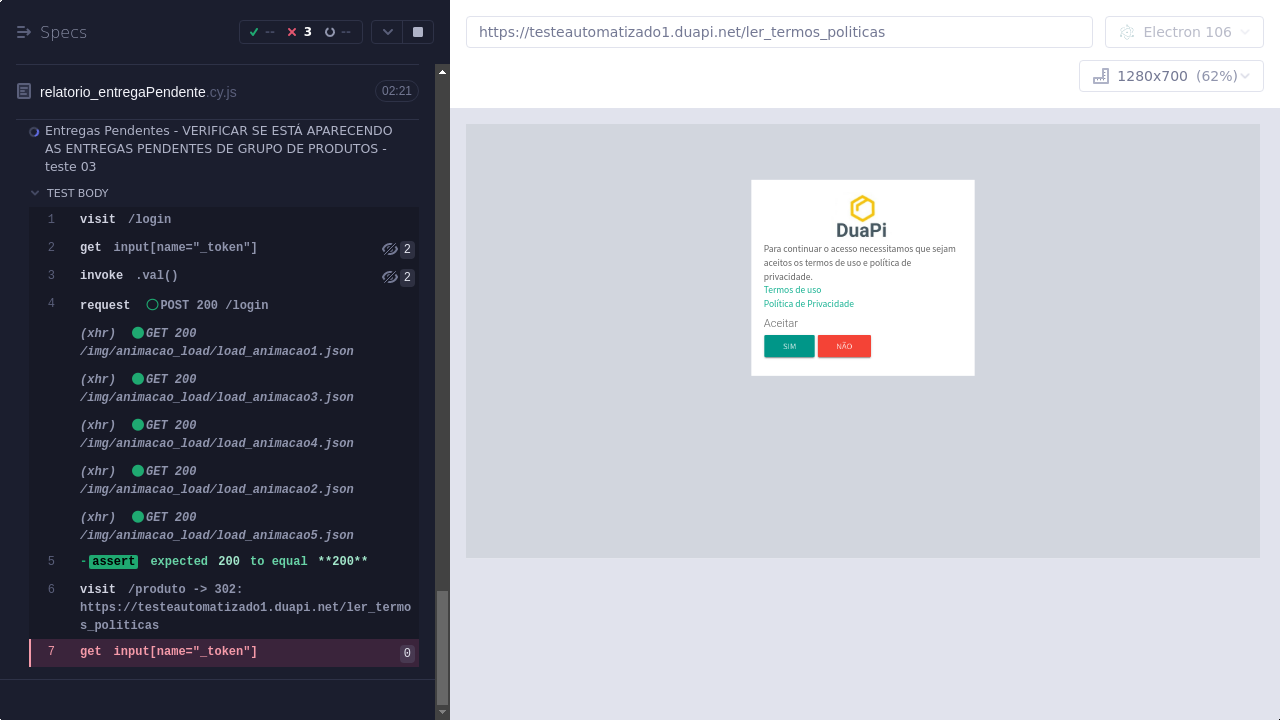 Specs
--
3
--
https://testeautomatizado1.duapi.net/ler_termos_politicas
Electron 106
1280x700 (62%)
relatorio_entregaPendente.cy.js
02:21
Entregas Pendentes - VERIFICAR SE ESTÁ APARECENDO
AS ENTREGAS PENDENTES DE GRUPO DE PRODUTOS -
teste 03
TEST BODY
1 visit /login
2 get input[name="_token"] 2
3 invoke .val() 2
4 request POST 200 /login
(xhr) GET 200
/img/animacao_load/load_animacao1.json
(xhr) GET 200
/img/animacao_load/load_animacao3.json
(xhr) GET 200
/img/animacao_load/load_animacao4.json
(xhr) GET 200
/img/animacao_load/load_animacao2.json
(xhr) GET 200
/img/animacao_load/load_animacao5.json
5 -assert expected 200 to equal **200**
6 visit /produto -> 302:
https://testeautomatizado1.duapi.net/ler_termo
s_politicas
7 get input[name="_token"] 0
DuaPi
Para continuar o acesso necessitamos que sejam
aceitos os termos de uso e política de
privacidade.
Termos de uso
Política de Privacidade
Aceitar
SIM NÃO